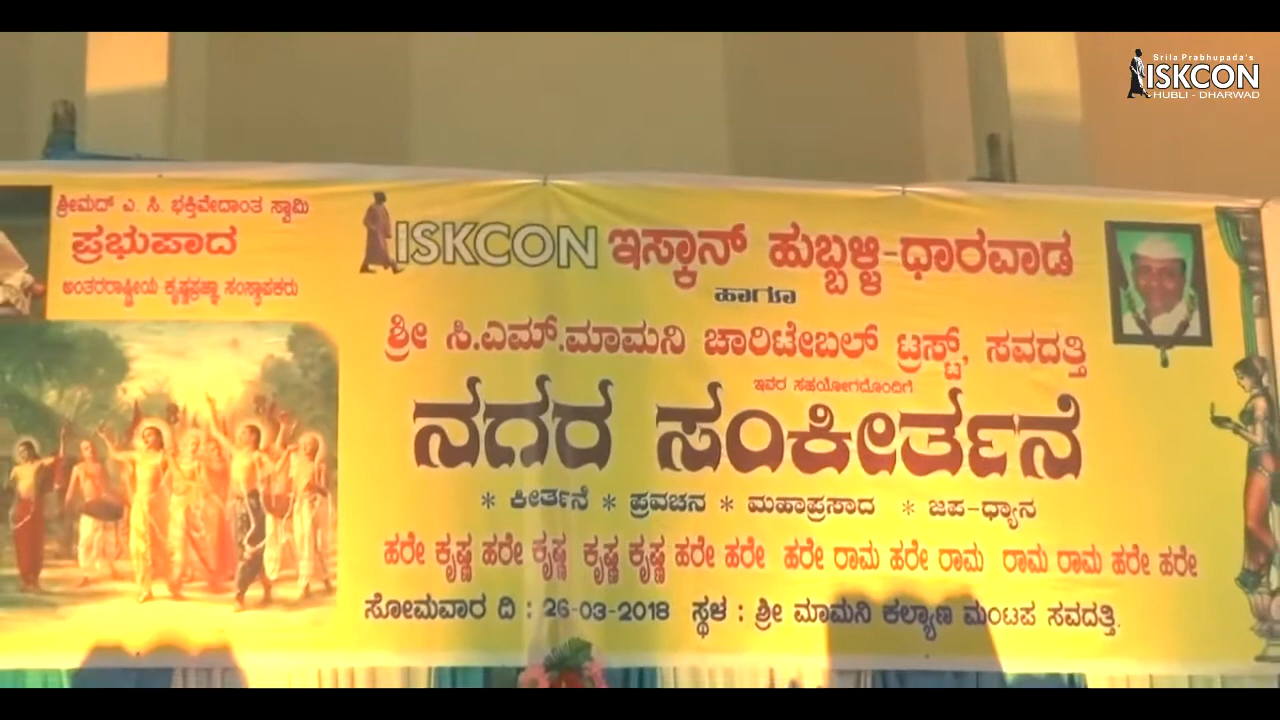 Srila Prabhupada's
ISKCON
HUBLI - DHARWAD
ಶ್ರೀಮದ್ ಎ. ಸಿ. ಭಕ್ತಿವೇದಾಂತ ಸ್ವಾಮಿ
ಪ್ರಭುಪಾದ
ಅಂತರರಾಷ್ಟ್ರೀಯ ಕೃಷ್ಣಪ್ರಜ್ಞಾ ಸಂಸ್ಥಾಪಕರು
ISKCON ಇಸ್ಕಾನ್ ಹುಬ್ಬಳ್ಳಿ-ಧಾರವಾಡ
ಹಾಗೂ
ಶ್ರೀ ಸಿ.ಎಮ್.ಮಾಮನಿ ಚಾರಿಟೇಬಲ್ ಟ್ರಸ್ಟ್, ಸವದತ್ತಿ
ಇವರ ಸಹಯೋಗದೊಂದಿಗೆ
ನಗರ ಸಂಕೀರ್ತನೆ
* ಕೀರ್ತನೆ * ಪ್ರವಚನ * ಮಹಾಪ್ರಸಾದ * ಜಪ-ಧ್ಯಾನ
ಹರೇ ಕೃಷ್ಣ ಹರೇ ಕೃಷ್ಣ ಕೃಷ್ಣ ಕೃಷ್ಣ ಹರೇ ಹರೇ ಹರೇ ರಾಮ ಹರೇ ರಾಮ ರಾಮ ರಾಮ ಹರೇ ಹರೇ
ಸೋಮವಾರ ದಿ : 26-03-2018 ಸ್ಥಳ : ಶ್ರೀ ಮಾಮನಿ ಕಲ್ಯಾಣ ಮಂಟಪ ಸವದತ್ತಿ.